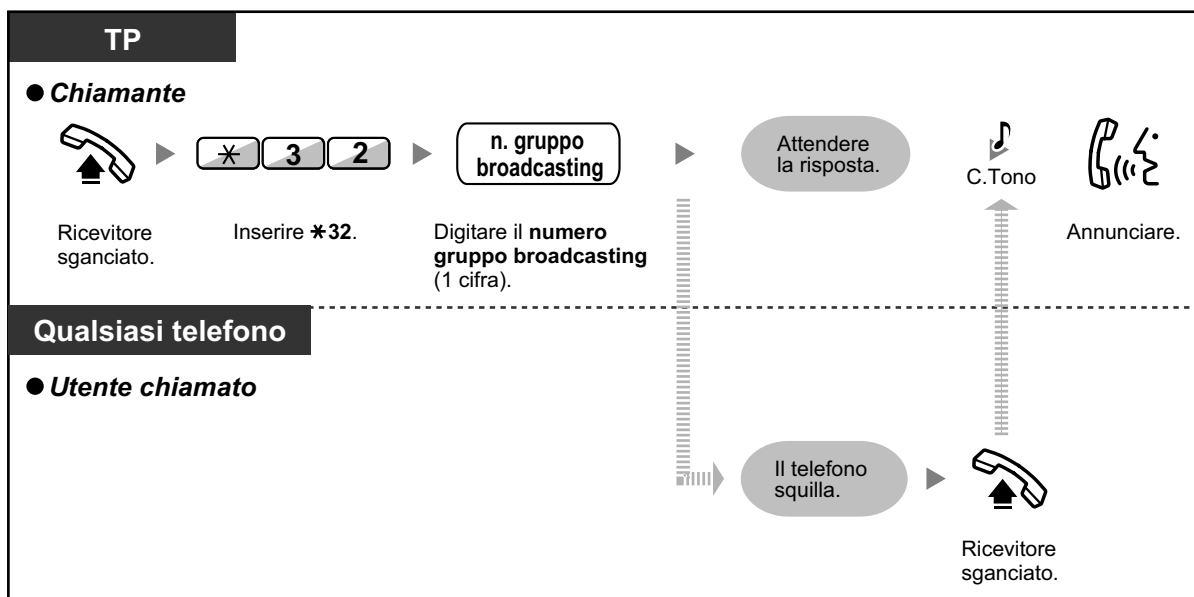 TP
● Chiamante
✳ 3 2
n. gruppo
broadcasting
Attendere
la risposta.
C.Tono
Ricevitore
sganciato.
Inserire ✳32.
Digitare il numero
gruppo broadcasting
(1 cifra).
Annunciare.
Qualsiasi telefono
● Utente chiamato
Il telefono
squilla.
Ricevitore
sganciato.